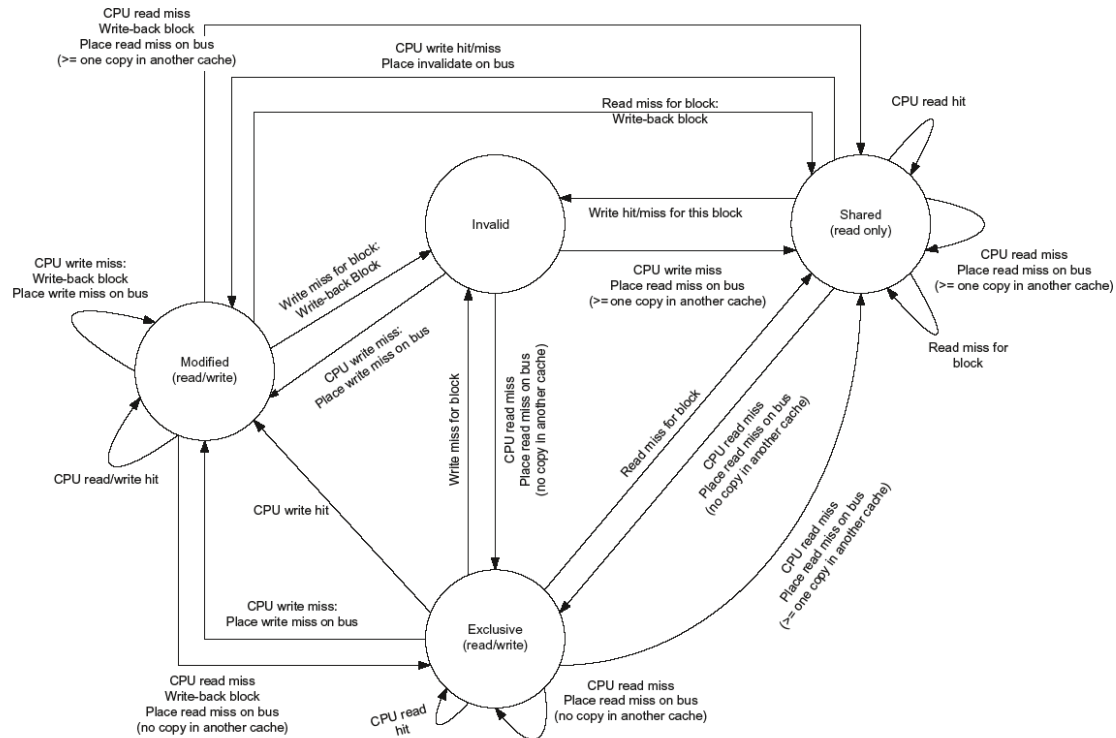 CPU read miss
Write-back block
Place read miss on bus
(>= one copy in another cache)
CPU write hit/miss
Place invalidate on bus
Read miss for block:
Write-back block
CPU read hit
Invalid
Write hit/miss for this block
Shared
(read only)
CPU write miss
Place read miss on bus
(>= one copy in another cache)
CPU read miss
Place read miss on bus
(>= one copy in another cache)
Read miss for
block
CPU write miss:
Write-back block
Place write miss on bus
Write miss for block:
Write-back Block
CPU write miss:
Place write miss on bus
Modified
(read/write)
CPU read/write hit
Write miss for block
CPU read miss
Place read miss on bus
(no copy in another cache)
Read miss for block
CPU read miss
Place read miss on bus
(no copy in another cache)
CPU read miss
Place read miss on bus
(>= one copy in another cache)
CPU write hit
CPU write miss:
Place write miss on bus
Exclusive
(read/write)
CPU read miss
Write-back block
Place read miss on bus
(no copy in another cache)
CPU read
hit
CPU read miss
Place read miss on bus
(no copy in another cache)